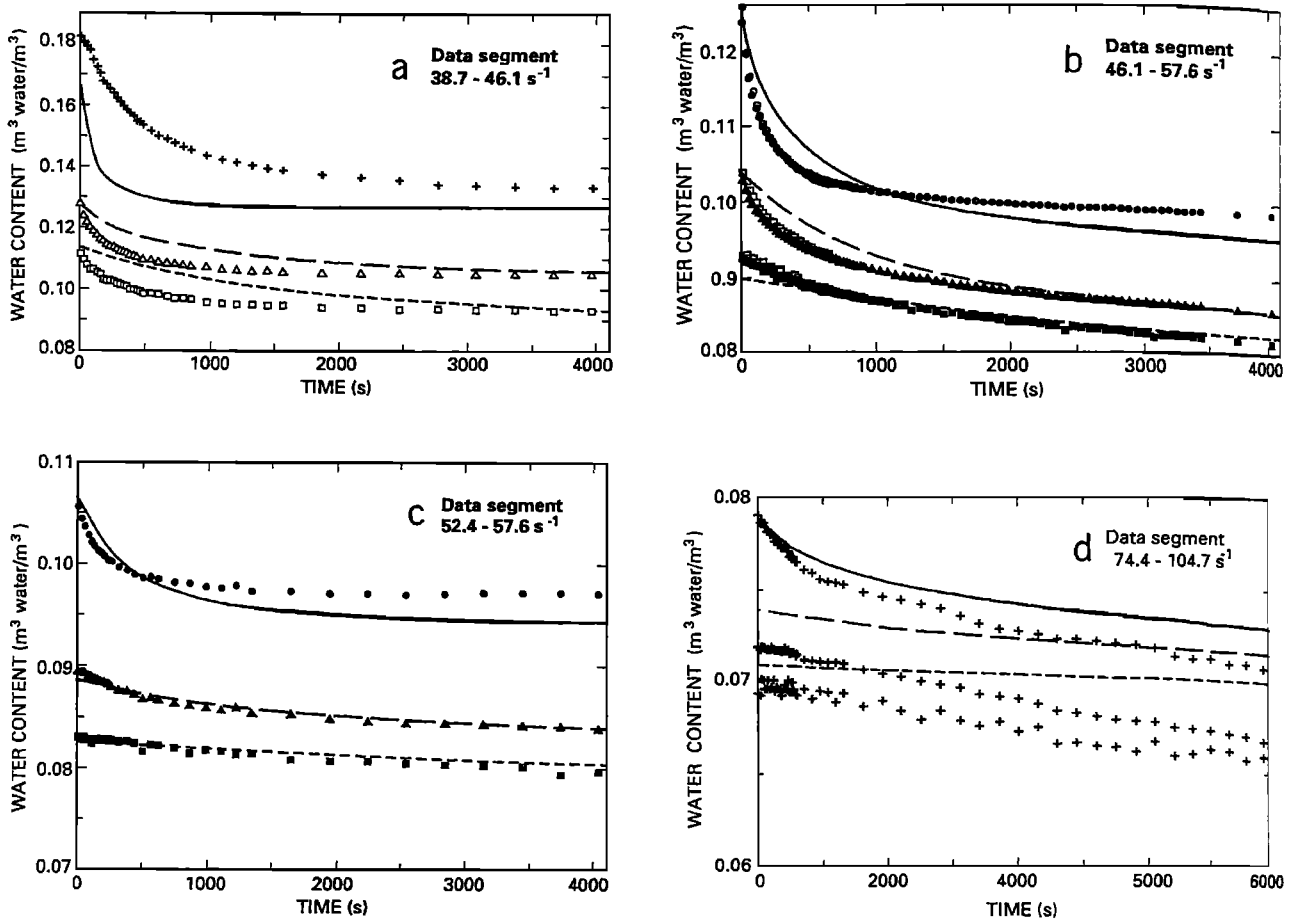 WATER CONTENT (m³ water/m³)
0.18
0.16
0.14
0.12
0.10
0.08
a
Data segment
38.7 - 46.1 s⁻¹
0 1000 2000 3000 4000
TIME (s)
WATER CONTENT (m³ water/m³)
0.12
0.11
0.10
0.9
0.08
b
Data segment
46.1 - 57.6 s⁻¹
0 1000 2000 3000 4000
TIME (s)
WATER CONTENT (m³ water/m³)
0.11
0.10
0.09
0.08
0.07
c
Data segment
52.4 - 57.6 s⁻¹
0 1000 2000 3000 4000
TIME (s)
WATER CONTENT (m³ water/m³)
0.08
0.07
0.06
d
Data segment
74.4 - 104.7 s⁻¹
0 2000 3000 4000 5000 6000
TIME (s)